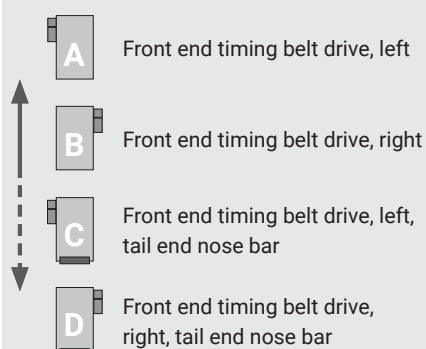 A
Front end timing belt drive, left
B
Front end timing belt drive, right
C
Front end timing belt drive, left,
tail end nose bar
D
Front end timing belt drive,
right, tail end nose bar